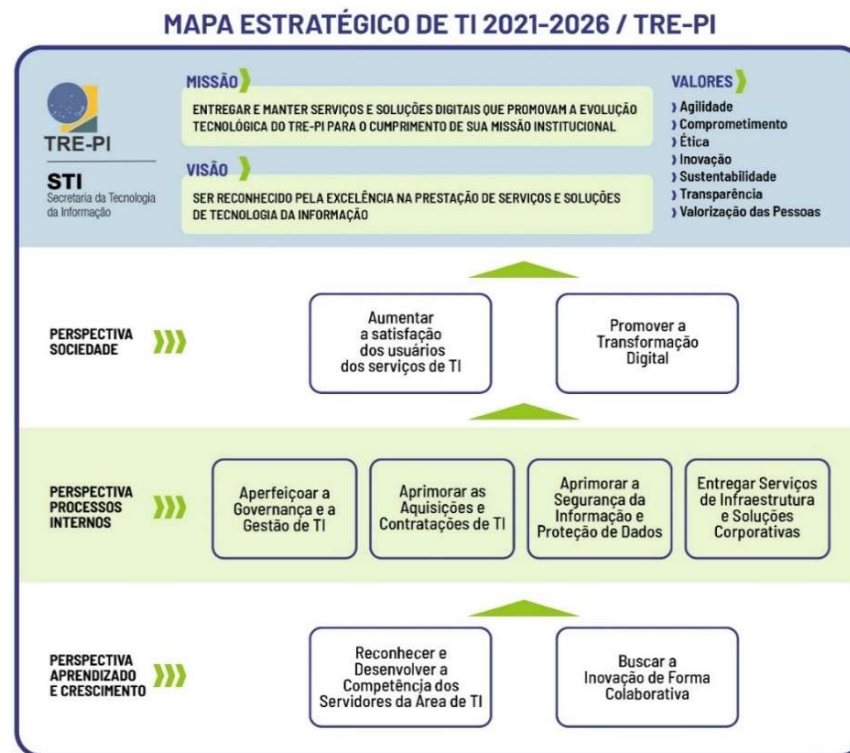 MAPA ESTRATÉGICO DE TI 2021-2026 / TRE-PI
TRE-PI
STI
Secretaria da Tecnologia
da Informação
MISSÃO
ENTREGAR E MANTER SERVIÇOS E SOLUÇÕES DIGITAIS QUE PROMOVAM A EVOLUÇÃO
TECNOLÓGICA DO TRE-PI PARA O CUMPRIMENTO DE SUA MISSÃO INSTITUCIONAL
VISÃO
SER RECONHECIDO PELA EXCELÊNCIA NA PRESTAÇÃO DE SERVIÇOS E SOLUÇÕES
DE TECNOLOGIA DA INFORMAÇÃO
VALORES
Agilidade
Comprometimento
Ética
Inovação
Sustentabilidade
Transparência
Valorização das Pessoas
PERSPECTIVA
SOCIEDADE
Aumentar
a satisfação
dos usuários
dos serviços de TI
Promover a
Transformação
Digital
PERSPECTIVA
PROCESSOS
INTERNOS
Aperfeiçoar a
Governança e a
Gestão de TI
Aprimorar as
Aquisições e
Contratações de TI
Aprimorar a
Segurança da
Informação e
Proteção de Dados
Entregar Serviços
de Infraestrutura
e Soluções
Corporativas
PERSPECTIVA
APRENDIZADO
E CRESCIMENTO
Reconhecer e
Desenvolver a
Competência dos
Servidores da Área de TI
Buscar a
Inovação de Forma
Colaborativa